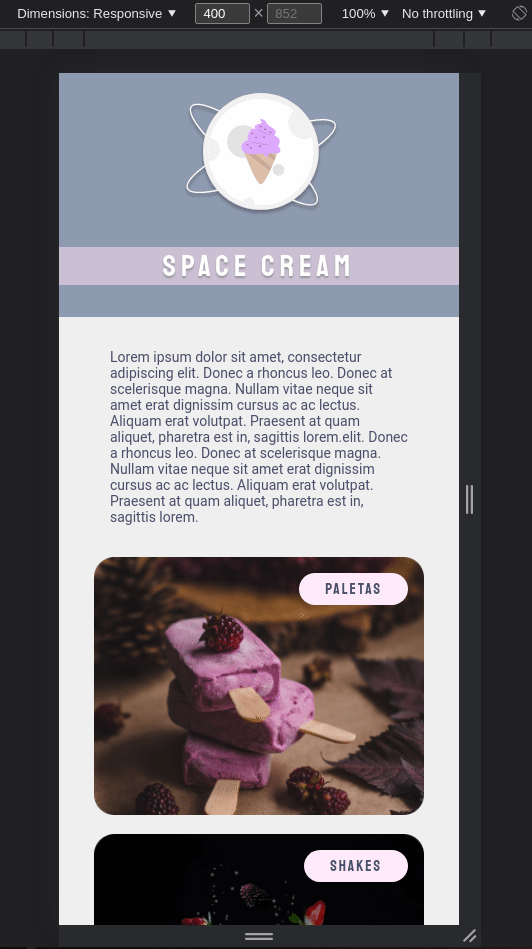 Dimensions: Responsive ▼ 400 × 852 100% ▼ No throttling ▼
SPACE CREAM
Lorem ipsum dolor sit amet, consectetur
adipiscing elit. Donec a rhoncus leo. Donec at
scelerisque magna. Nullam vitae neque sit
amet erat dignissim cursus ac ac lectus.
Aliquam erat volutpat. Praesent at quam
aliquet, pharetra est in, sagittis lorem.elit. Donec
a rhoncus leo. Donec at scelerisque magna.
Nullam vitae neque sit amet erat dignissim
cursus ac ac lectus. Aliquam erat volutpat.
Praesent at quam aliquet, pharetra est in,
sagittis lorem.
PALETAS
SHAKES